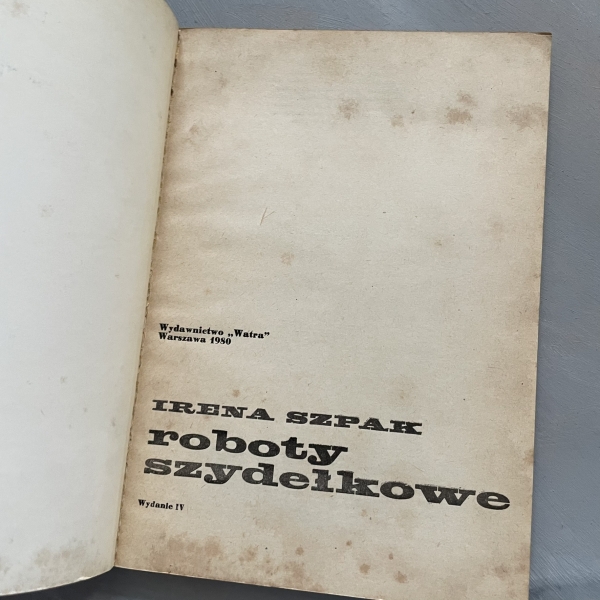 Wydawnictwo „Watra”
Warszawa 1980
IRENA SZPAK
roboty
szydełkowe
Wydanie IV